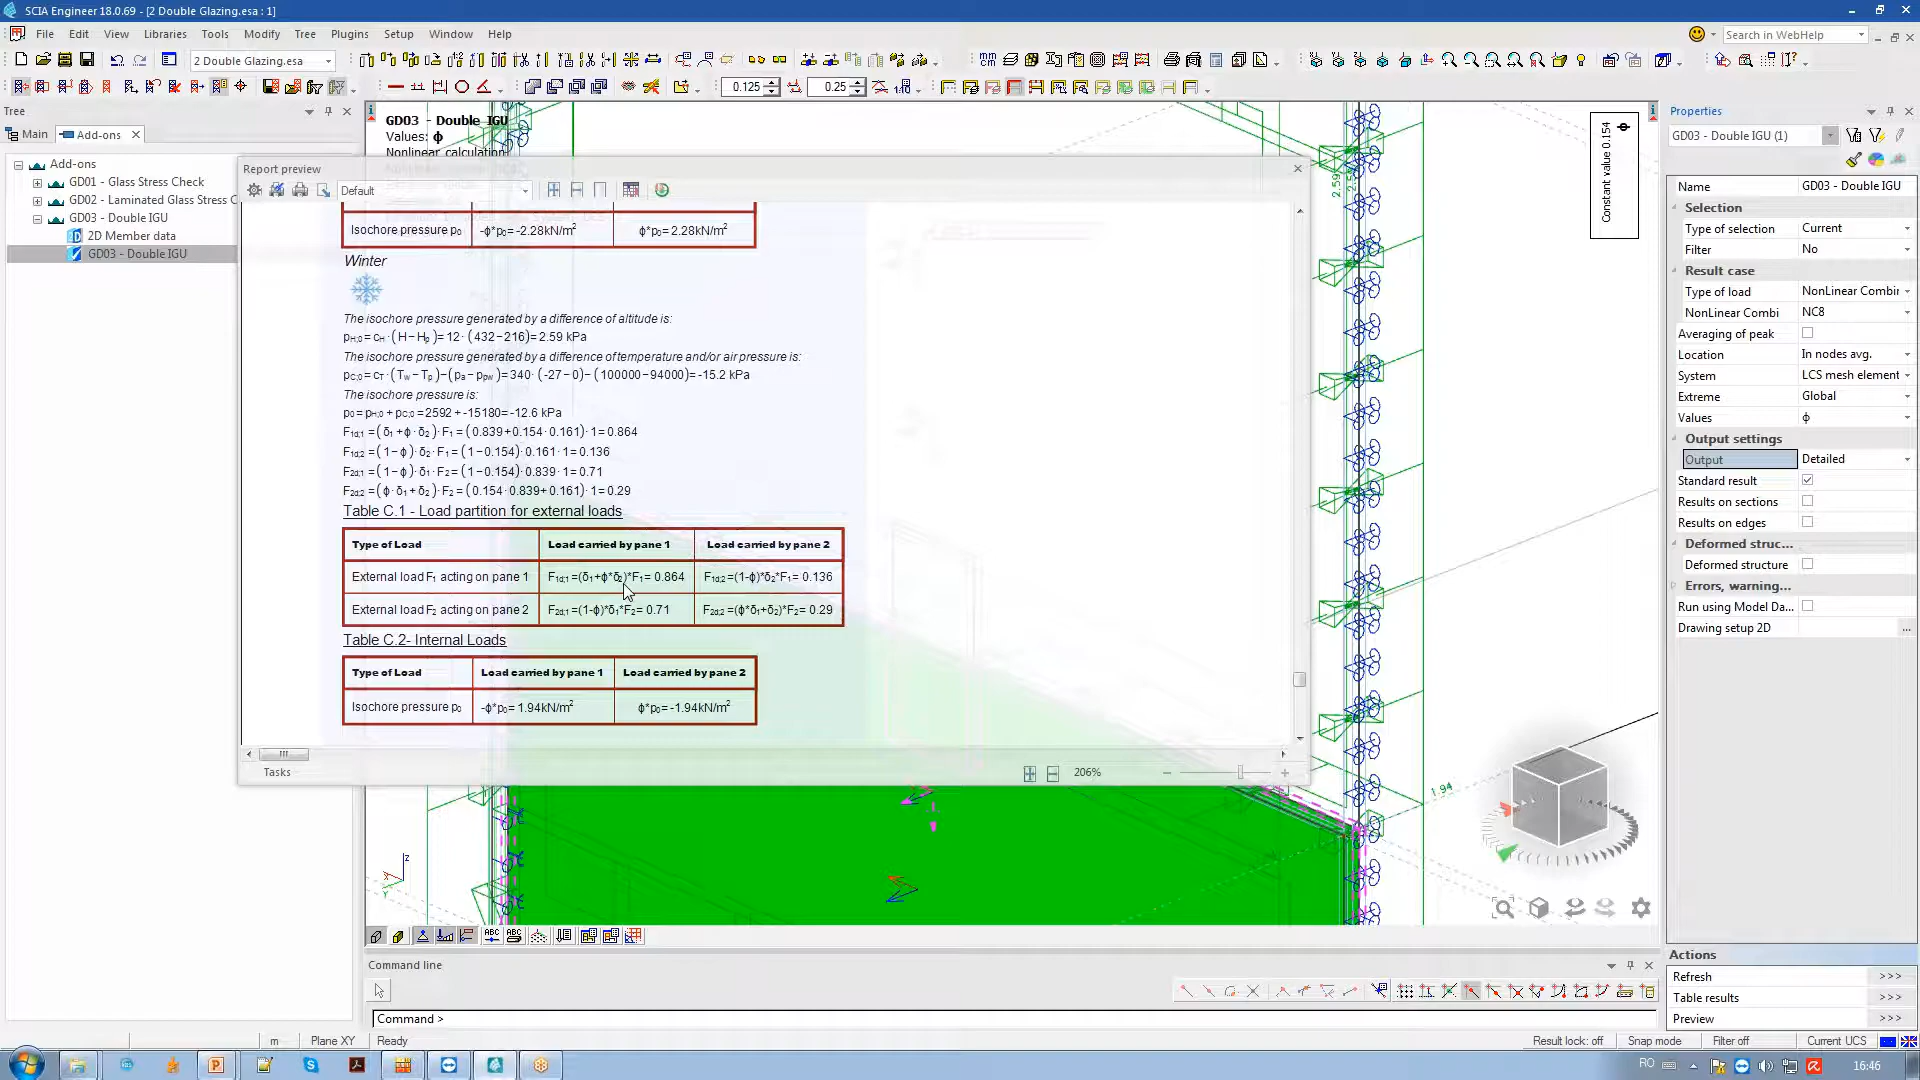 SCIA Engineer 18.0.69 - [2 Double Glazing.esa : 1]
File Edit View Libraries Tools Modify Tree Plugins Setup Window Help
Search in WebHelp
2 Double Glazing.esa
0.125
0.25
Tree
Main
Add-ons
Add-ons
GD01 - Glass Stress Check
GD02 - Laminated Glass Stress C
GD03 - Double IGU
2D Member data
GD03 - Double IGU
GD03 - Double IGU
Values: ϕ
Nonlinear calculation
Constant value 0.154
ϕ
2.59
1.94
Report preview
Default
Isochore pressure p₀ -ϕ*p₀= -2.28kN/m² ϕ*p₀= 2.28kN/m²
Winter
The isochore pressure generated by a difference of altitude is:
pH;0 = cH · (H − Hp) = 12 · (432 − 216) = 2.59 kPa
The isochore pressure generated by a difference of temperature and/or air pressure is:
pC;0 = cT · (Tw − Tp) − (pa − ppw) = 340 · (-27 − 0) − (100000 − 94000) = -15.2 kPa
The isochore pressure is:
p0 = pH;0 + pC;0 = 2592 + -15180 = -12.6 kPa
F1d;1 = (δ1 + ϕ · δ2) · F1 = (0.839 + 0.154 · 0.161) · 1 = 0.864
F1d;2 = (1 − ϕ) · δ2 · F1 = (1 − 0.154) · 0.161 · 1 = 0.136
F2d;1 = (1 − ϕ) · δ1 · F2 = (1 − 0.154) · 0.839 · 1 = 0.71
F2d;2 = (ϕ · δ1 + δ2) · F2 = (0.154 · 0.839 + 0.161) · 1 = 0.29
Table C.1 - Load partition for external loads
Type of Load Load carried by pane 1 Load carried by pane 2
External load F₁ acting on pane 1 F1d;1 =(δ1+ϕ*δ2)*F1= 0.864 F1d;2 =(1-ϕ)*δ2*F1= 0.136
External load F₂ acting on pane 2 F2d;1 =(1-ϕ)*δ1*F2= 0.71 F2d;2 =(ϕ*δ1+δ2)*F2= 0.29
Table C.2- Internal Loads
Type of Load Load carried by pane 1 Load carried by pane 2
Isochore pressure p₀ -ϕ*p₀= 1.94kN/m² ϕ*p₀= -1.94kN/m²
Tasks
206%
Properties
GD03 - Double IGU (1)
Name GD03 - Double IGU
Selection
Type of selection Current
Filter No
Result case
Type of load NonLinear Combir
NonLinear Combi NC8
Averaging of peak
Location In nodes avg.
System LCS mesh element
Extreme Global
Values ϕ
Output settings
Output Detailed
Standard result
Results on sections
Results on edges
Deformed struc...
Deformed structure
Errors, warning...
Run using Model Da...
Drawing setup 2D ...
Actions
Refresh >>>
Table results >>>
Preview >>>
Command line
Command >
m Plane XY Ready
Result lock: off Snap mode Filter off Current UCS
RO
16:46